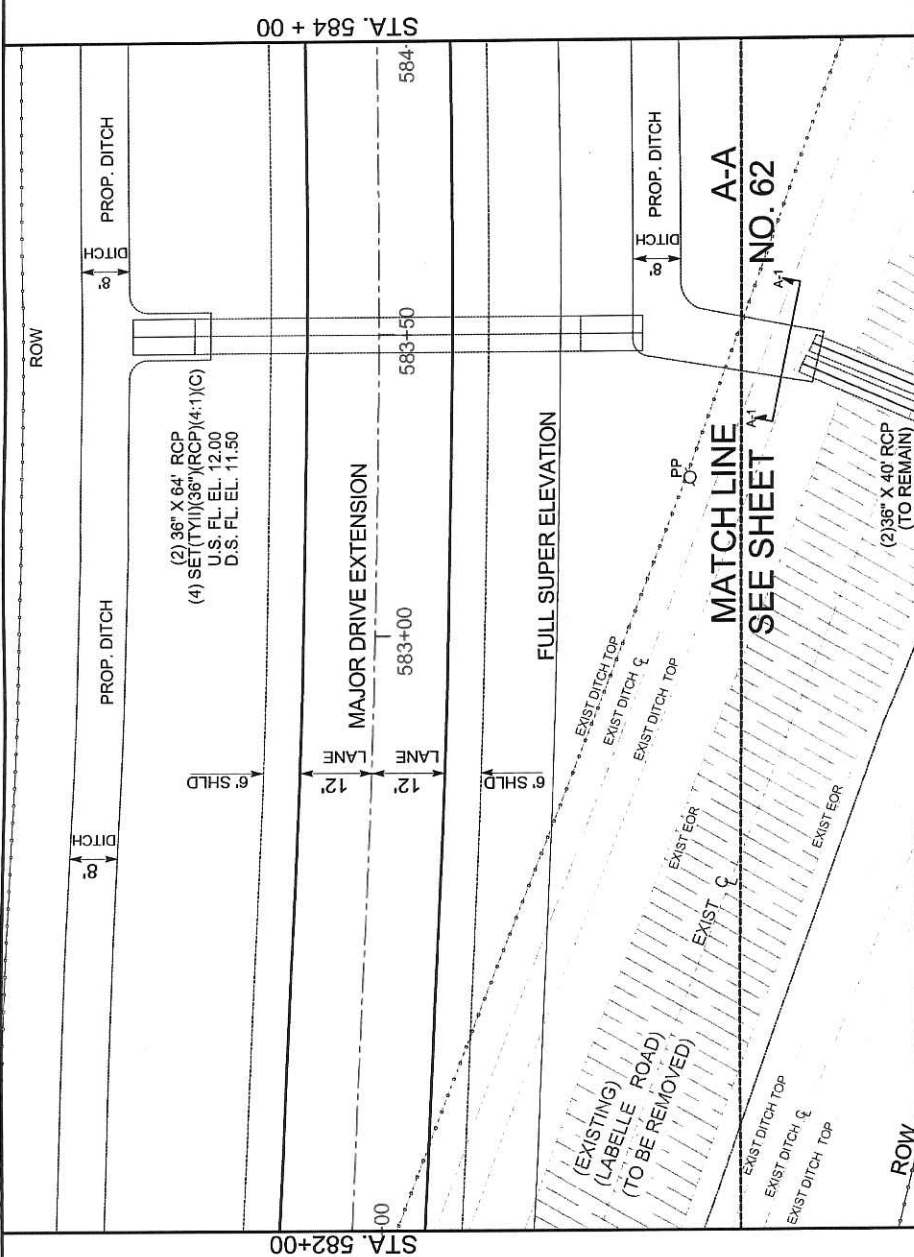 STA. 584 + 00
ROW
PROP. DITCH
8' DITCH
(2) 36" X 64' RCP
(4) SET(TYII)(36")(RCP)(4:1)(C)
U.S. FL. EL. 12.00
D.S. FL. EL. 11.50
PROP. DITCH
8' DITCH
6' SHLD
584
583+50
MAJOR DRIVE EXTENSION
583+00
12' LANE
12' LANE
6' SHLD
00
STA. 582+00
FULL SUPER ELEVATION
PROP. DITCH
8' DITCH
PP
A-A
MATCH LINE
SEE SHEET NO. 62
A-1
A-1
(2)36" X 40' RCP
(TO REMAIN)
EXIST DITCH TOP
EXIST DITCH ℄
EXIST DITCH TOP
EXIST EOR
EXIST ℄
EXIST EOR
(EXISTING)
(LABELLE ROAD)
(TO BE REMOVED)
EXIST DITCH TOP
EXIST DITCH ℄
EXIST DITCH TOP
ROW